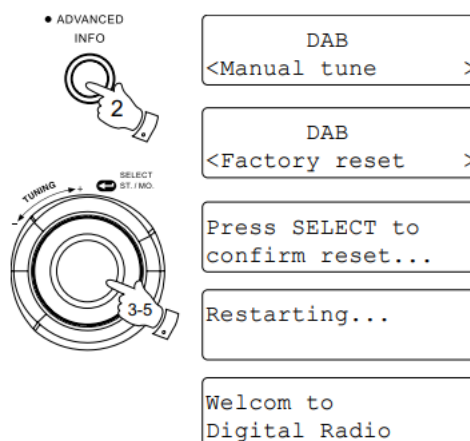 • ADVANCED
INFO
2
DAB
<Manual tune >
DAB
<Factory reset >
- TUNING +
SELECT
ST. / MO.
3-5
Press SELECT to
confirm reset...
Restarting...
Welcom to
Digital Radio